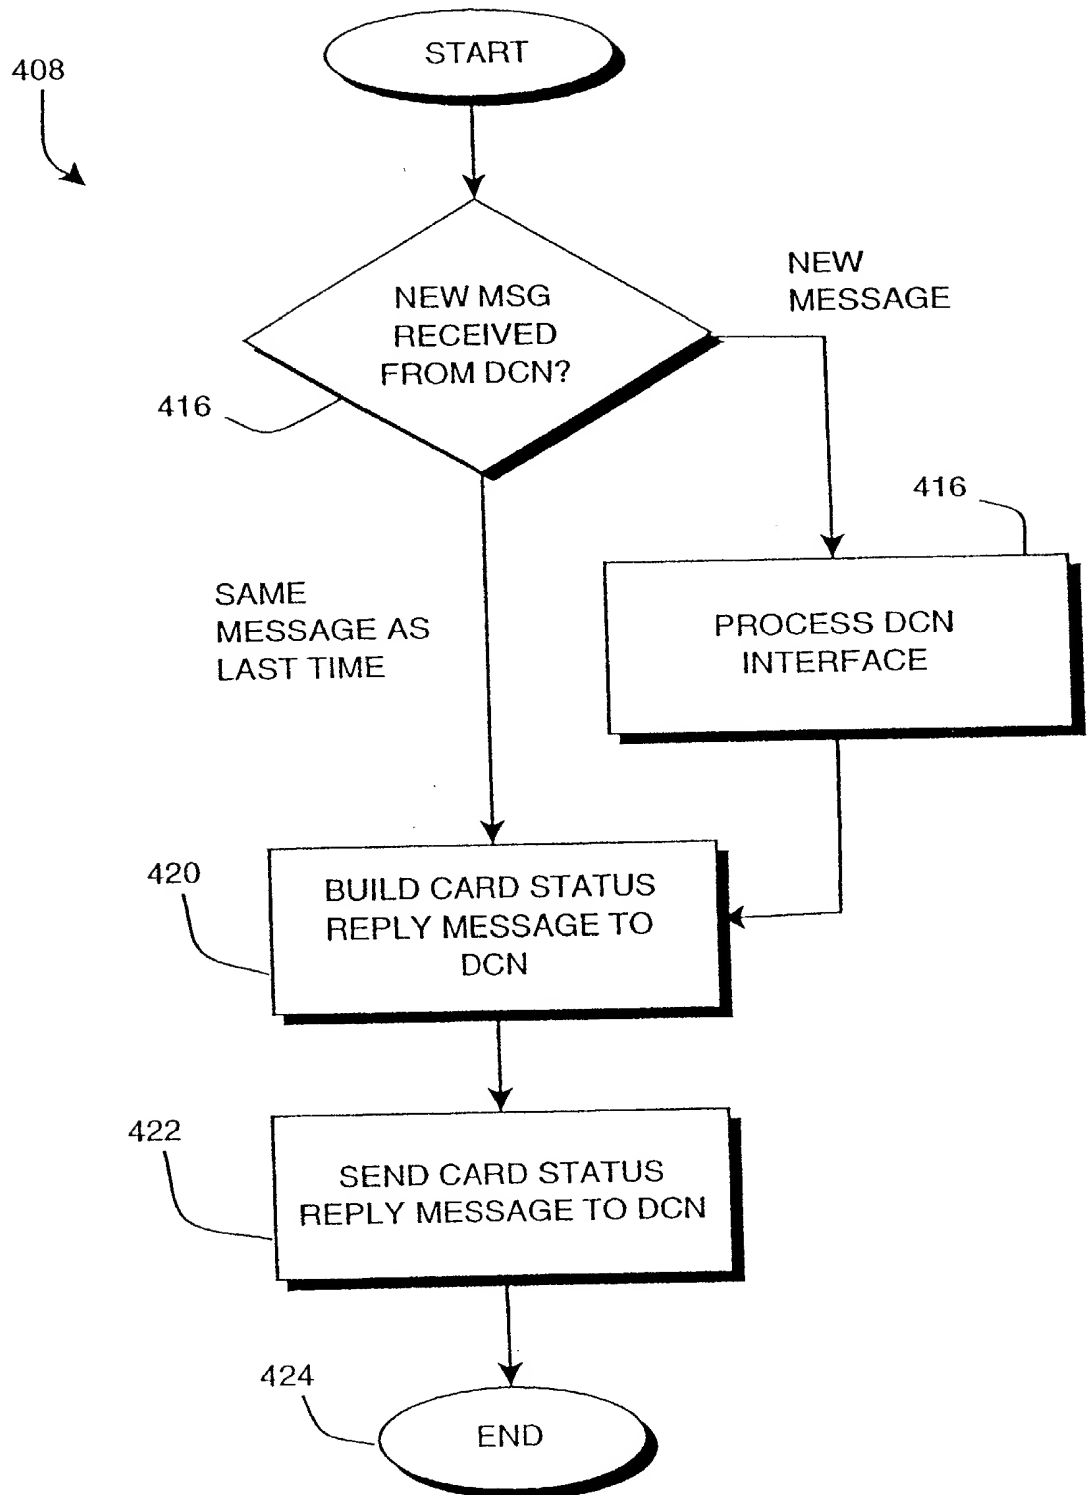 START
408
NEW
MESSAGE
NEW MSG
RECEIVED
FROM DCN?
416
416
SAME
MESSAGE AS
LAST TIME
PROCESS DCN
INTERFACE
420
BUILD CARD STATUS
REPLY MESSAGE TO
DCN
422
SEND CARD STATUS
REPLY MESSAGE TO DCN
424
END